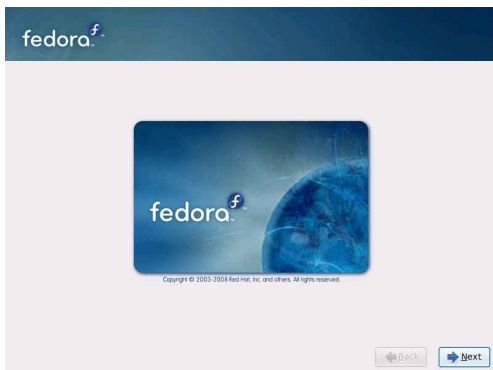 fedora
fedora
Copyright © 2003-2008 Red Hat, Inc. and others. All rights reserved.
Back
Next